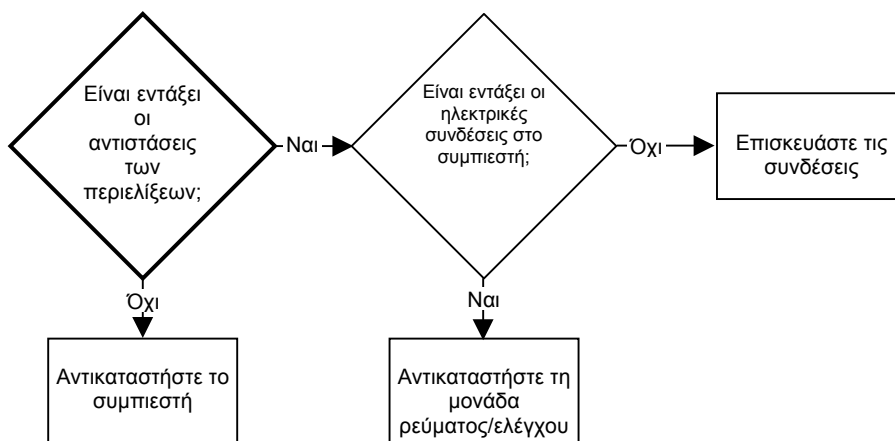 Είναι εντάξει
οι
αντιστάσεις
των
περιελίξεων;
Ναι
Είναι εντάξει οι
ηλεκτρικές
συνδέσεις στο
συμπιεστή;
Όχι
Επισκευάστε τις
συνδέσεις
Όχι
Ναι
Αντικαταστήστε το
συμπιεστή
Αντικαταστήστε τη
μονάδα
ρεύματος/ελέγχου